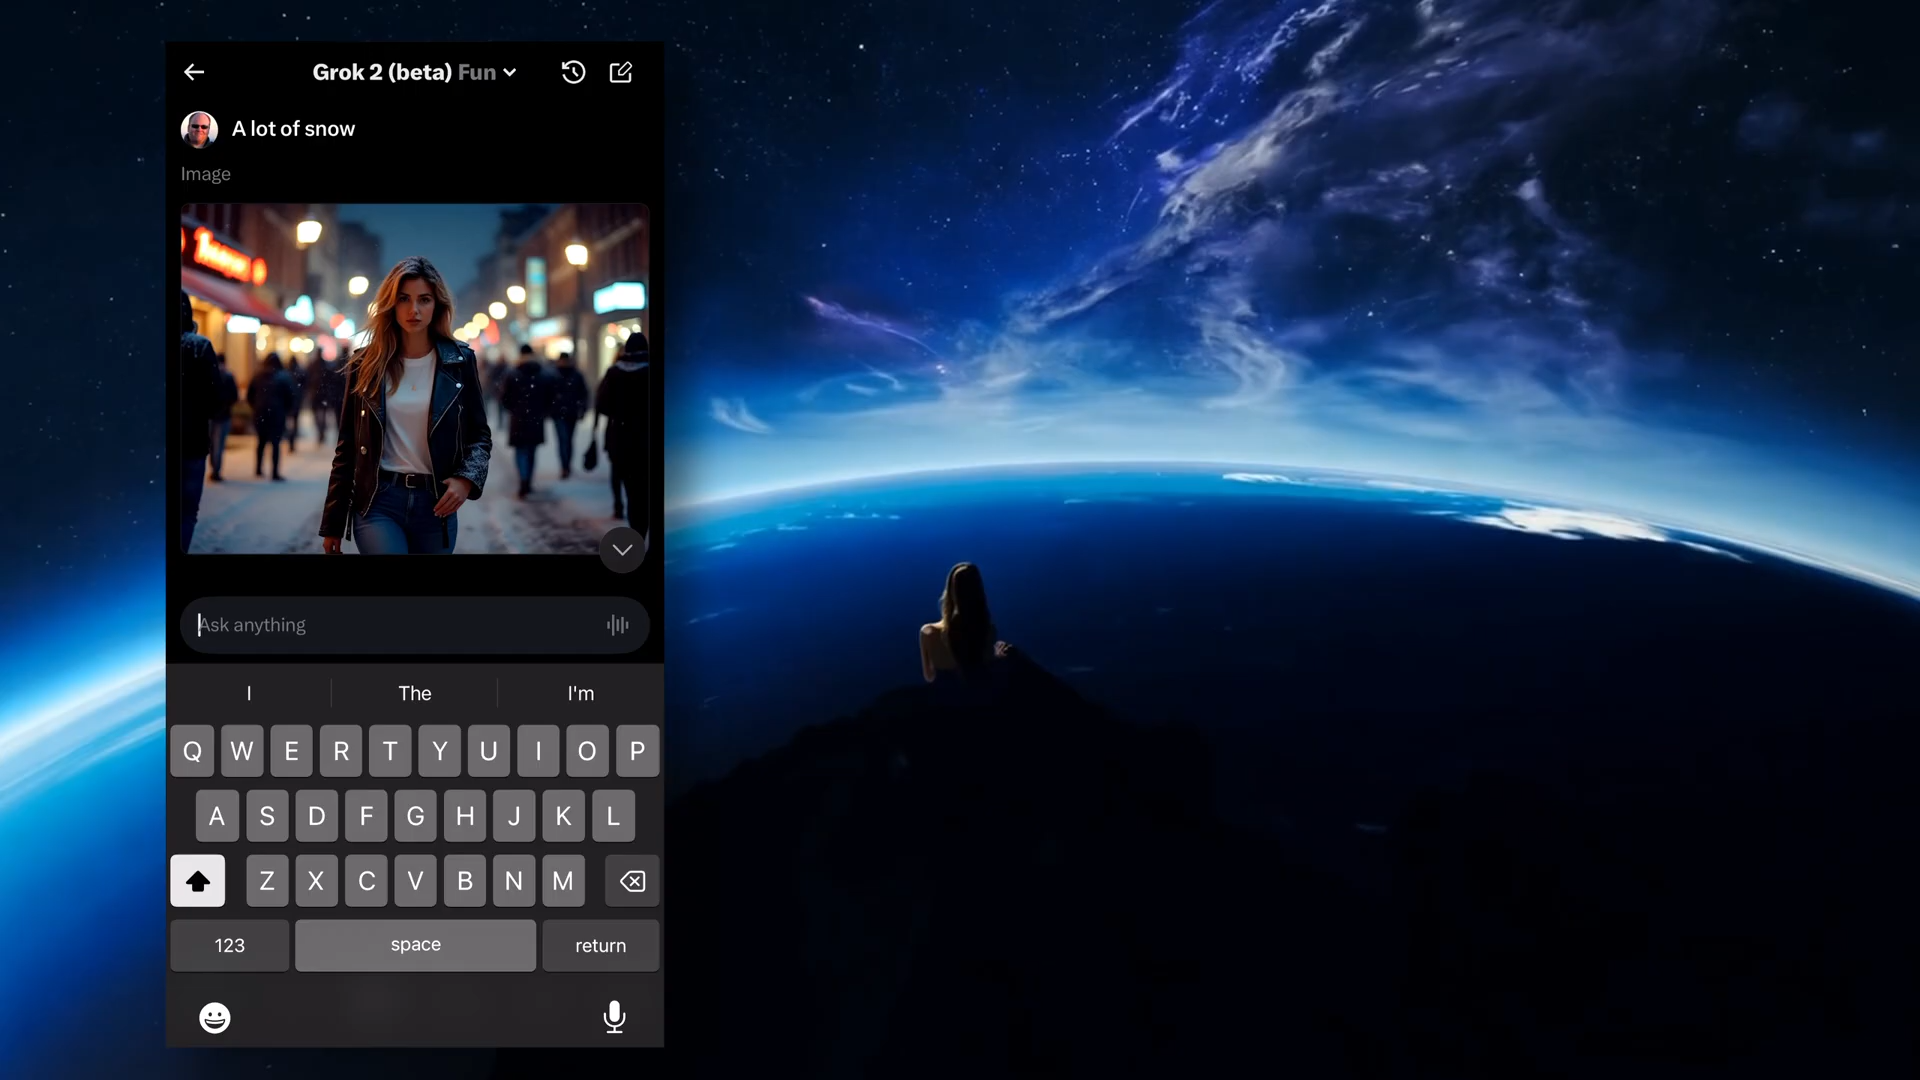 Grok 2 (beta) Fun
A lot of snow
Image
Ask anything
I The I'm
Q W E R T Y U I O P
A S D F G H J K L
Z X C V B N M
123 space return